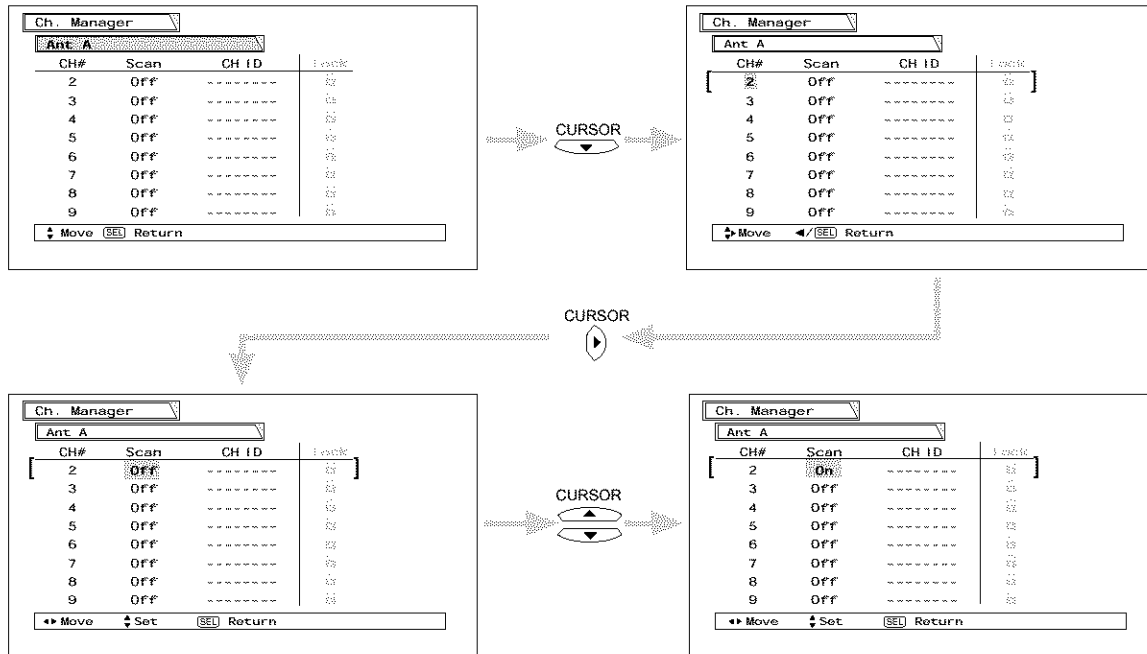 Ch. Manager
Ant A
CH# Scan CH ID Lock
2 Off --------
3 Off --------
4 Off --------
5 Off --------
6 Off --------
7 Off --------
8 Off --------
9 Off --------
Move SEL Return
CURSOR
Ch. Manager
Ant A
CH# Scan CH ID Lock
2 Off --------
3 Off --------
4 Off --------
5 Off --------
6 Off --------
7 Off --------
8 Off --------
9 Off --------
Move ◀/SEL Return
CURSOR
Ch. Manager
Ant A
CH# Scan CH ID Lock
2 Off --------
3 Off --------
4 Off --------
5 Off --------
6 Off --------
7 Off --------
8 Off --------
9 Off --------
Move Set SEL Return
CURSOR
Ch. Manager
Ant A
CH# Scan CH ID Lock
2 On --------
3 Off --------
4 Off --------
5 Off --------
6 Off --------
7 Off --------
8 Off --------
9 Off --------
Move Set SEL Return